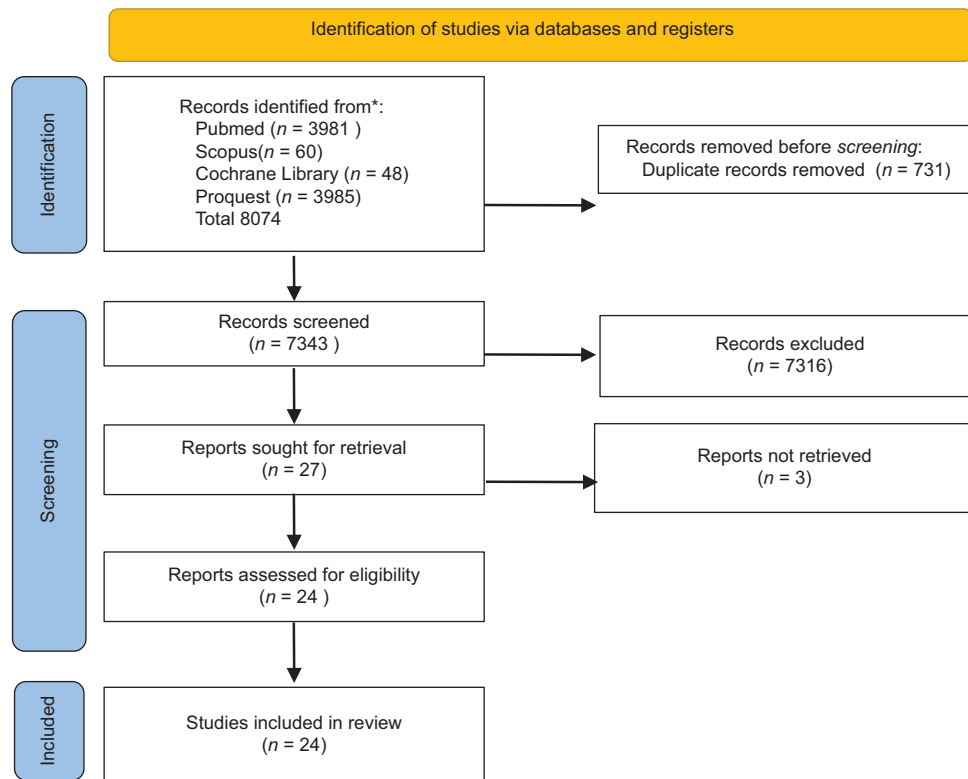 Identification of studies via databases and registers
Identification
Records identified from*:
Pubmed (n = 3981 )
Scopus(n = 60)
Cochrane Library (n = 48)
Proquest (n = 3985)
Total 8074
Records removed before screening:
Duplicate records removed (n = 731)
Screening
Records screened
(n = 7343 )
Records excluded
(n = 7316)
Reports sought for retrieval
(n = 27)
Reports not retrieved
(n = 3)
Reports assessed for eligibility
(n = 24 )
Included
Studies included in review
(n = 24)